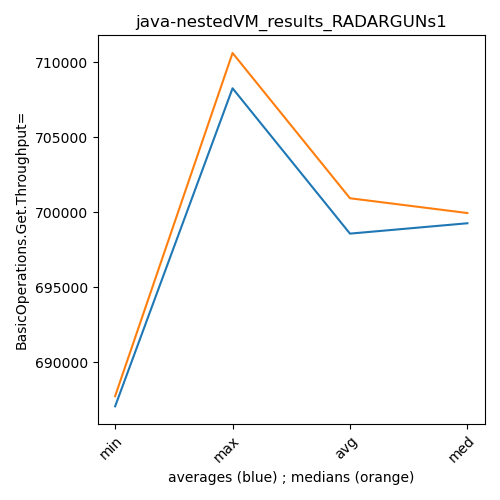 java-nestedVM_results_RADARGUNs1
BasicOperations.Get.Throughput=
710000
705000
700000
695000
690000
min
max
avg
med
averages (blue) ; medians (orange)